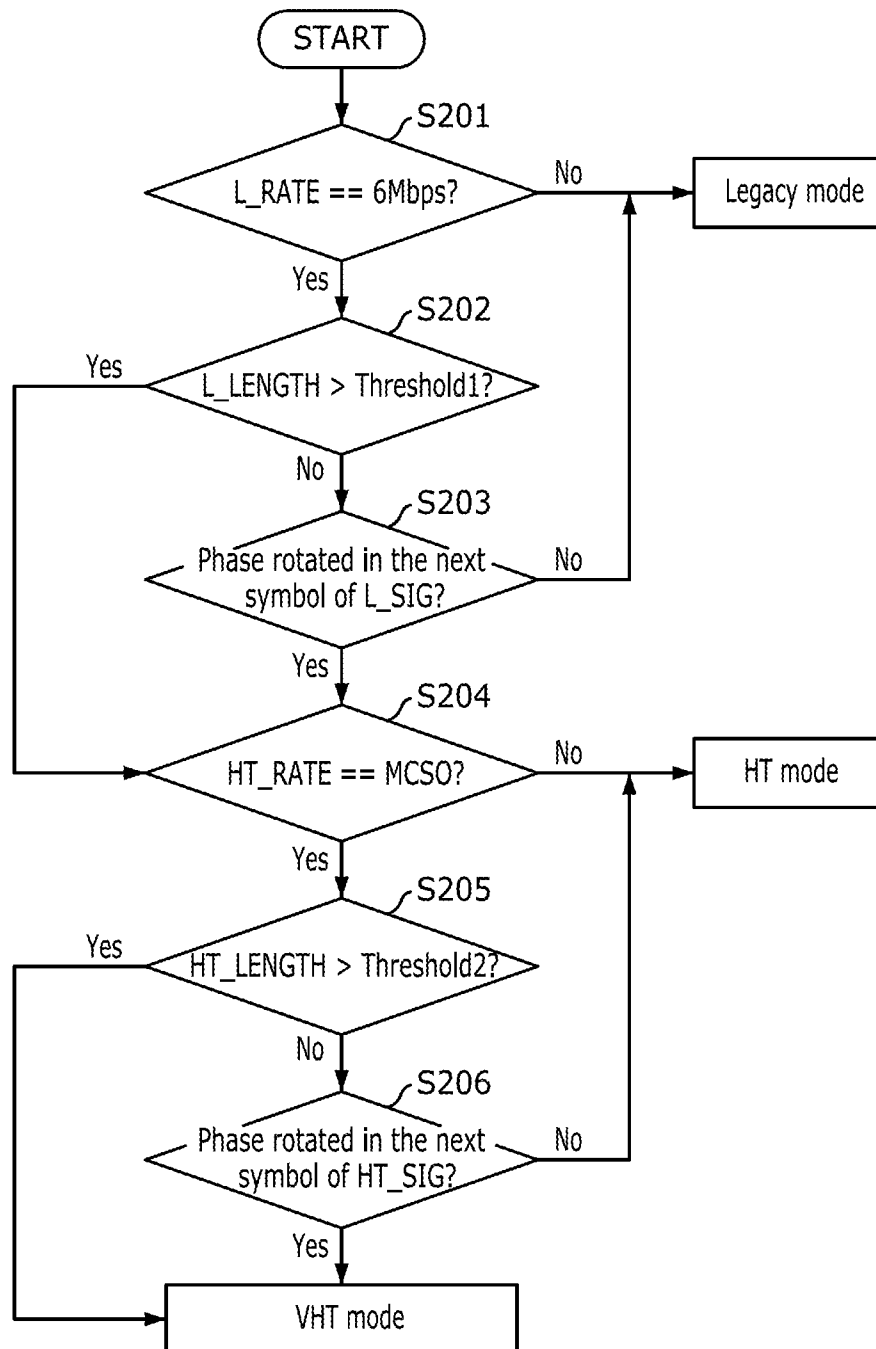 START
S201
L_RATE == 6Mbps?
No
Legacy mode
Yes
S202
Yes
L_LENGTH > Threshold1?
No
S203
Phase rotated in the next
symbol of L_SIG?
No
Yes
S204
HT_RATE == MCSO?
No
HT mode
Yes
S205
Yes
HT_LENGTH > Threshold2?
No
S206
Phase rotated in the next
symbol of HT_SIG?
No
Yes
VHT mode